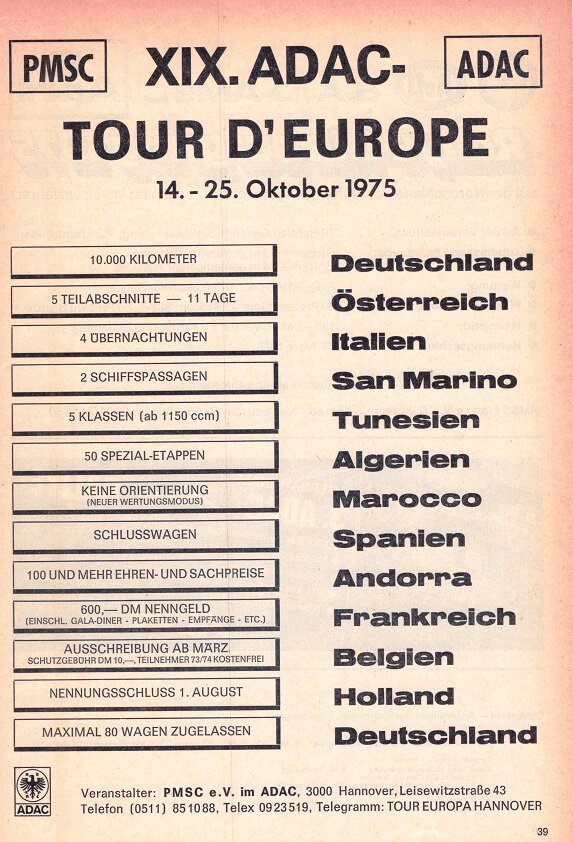 PMSC
XIX. ADAC-
ADAC
TOUR D'EUROPE
14. - 25. Oktober 1975
10.000 KILOMETER
5 TEILABSCHNITTE — 11 TAGE
4 ÜBERNACHTUNGEN
2 SCHIFFSPASSAGEN
5 KLASSEN (ab 1150 ccm)
50 SPEZIAL-ETAPPEN
KEINE ORIENTIERUNG
(NEUER WERTUNGSMODUS)
SCHLUSSWAGEN
100 UND MEHR EHREN- UND SACHPREISE
600,— DM NENNGELD
(EINSCHL. GALA-DINER - PLAKETTEN - EMPFÄNGE - ETC.)
AUSSCHREIBUNG AB MÄRZ
SCHUTZGEBÜHR DM 10,—, TEILNEHMER 73/74 KOSTENFREI
NENNUNGSSCHLUSS 1. AUGUST
MAXIMAL 80 WAGEN ZUGELASSEN
Deutschland
Österreich
Italien
San Marino
Tunesien
Algerien
Marocco
Spanien
Andorra
Frankreich
Belgien
Holland
Deutschland
ADAC
Veranstalter: PMSC e.V. im ADAC, 3000 Hannover, Leisewitzstraße 43
Telefon (0511) 851088, Telex 0923519, Telegramm: TOUR EUROPA HANNOVER
39